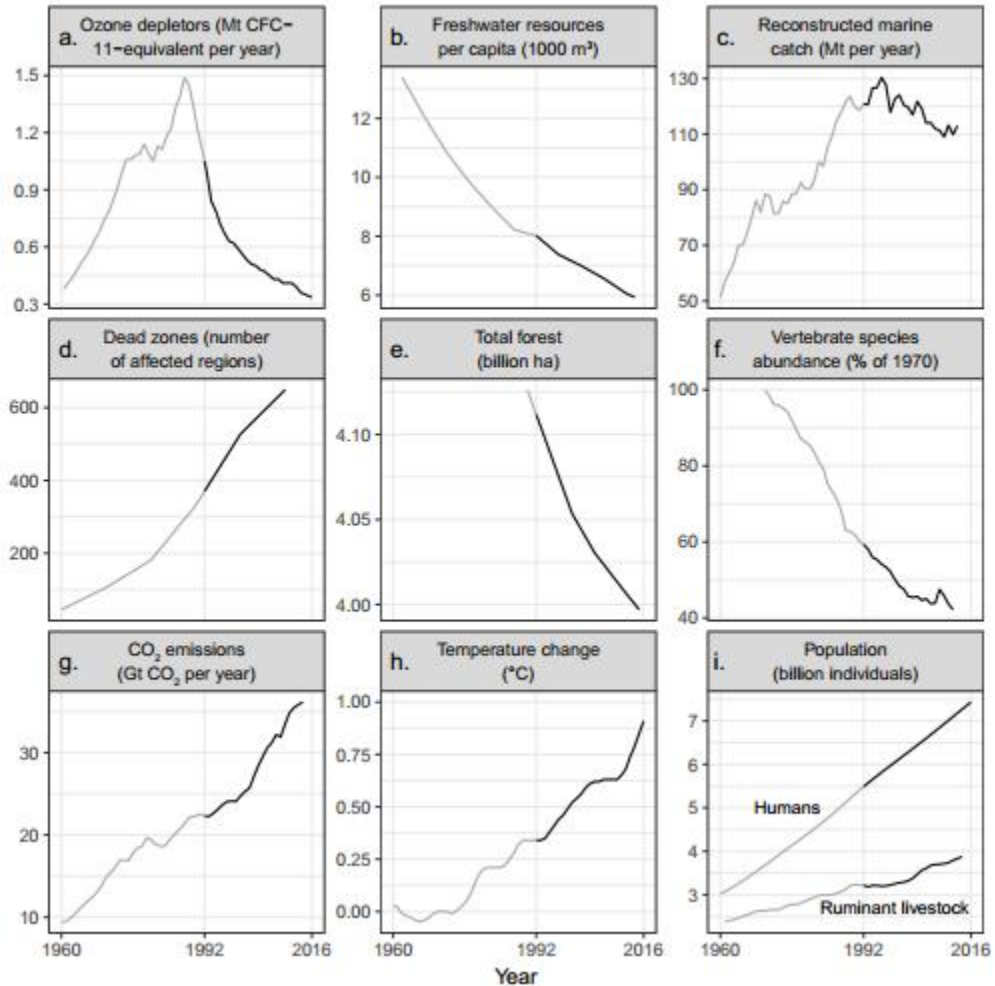 a. Ozone depletors (Mt CFC−
11−equivalent per year)
b. Freshwater resources
per capita (1000 m³)
c. Reconstructed marine
catch (Mt per year)
1.5
1.2
0.9
0.6
0.3
12
10
8
6
130
110
90
70
50
d. Dead zones (number
of affected regions)
e. Total forest
(billion ha)
f. Vertebrate species
abundance (% of 1970)
600
400
200
4.10
4.05
4.00
100
80
60
40
g. CO₂ emissions
(Gt CO₂ per year)
h. Temperature change
(°C)
i. Population
(billion individuals)
30
20
10
1.00
0.75
0.50
0.25
0.00
7
6
5
4
3
Humans
Ruminant livestock
1960 1992 2016
1960 1992 2016
1960 1992 2016
Year